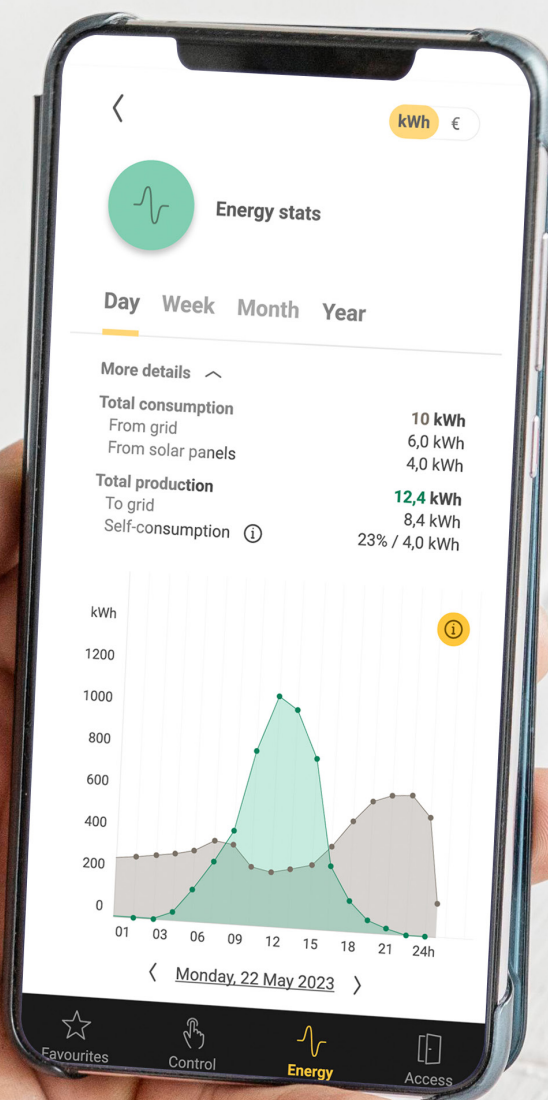 kWh €
Energy stats
Day Week Month Year
More details
Total consumption 10 kWh
From grid 6,0 kWh
From solar panels 4,0 kWh
Total production 12,4 kWh
To grid 8,4 kWh
Self-consumption i 23% / 4,0 kWh
kWh
i
1200
1000
800
600
400
200
0
01 03 06 09 12 15 18 21 24h
Monday, 22 May 2023
Favourites Control Energy Access